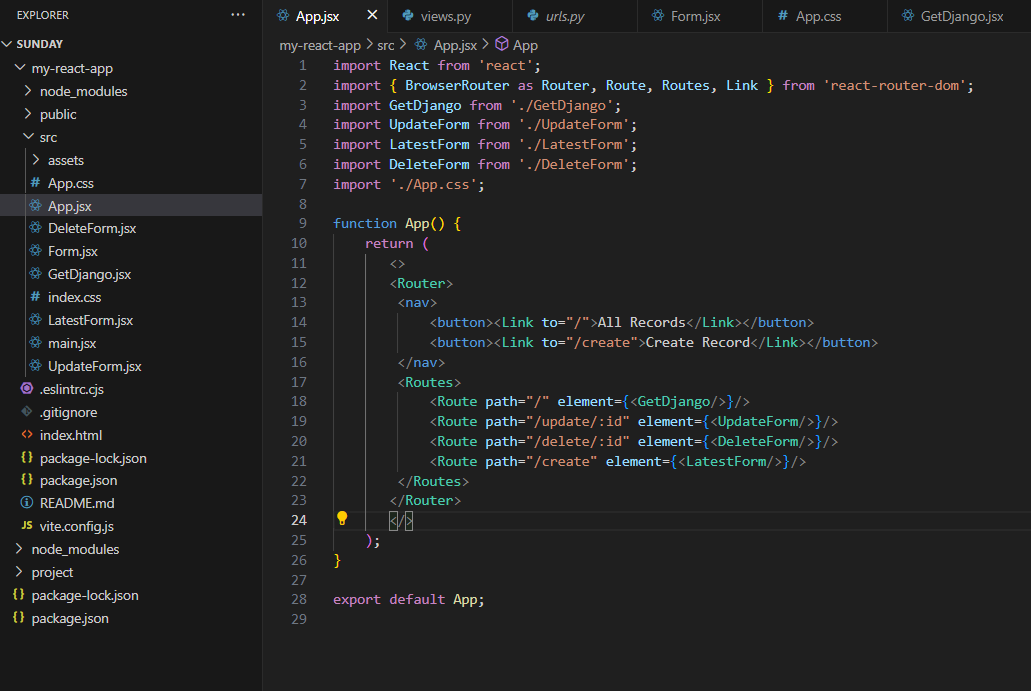 EXPLORER
···
SUNDAY
my-react-app
node_modules
public
src
assets
# App.css
App.jsx
DeleteForm.jsx
Form.jsx
GetDjango.jsx
# index.css
LatestForm.jsx
main.jsx
UpdateForm.jsx
.eslintrc.cjs
.gitignore
<> index.html
{} package-lock.json
{} package.json
README.md
JS vite.config.js
node_modules
project
{} package-lock.json
{} package.json
App.jsx
views.py
urls.py
Form.jsx
# App.css
GetDjango.jsx
my-react-app > src > App.jsx > App
1 import React from 'react';
2 import { BrowserRouter as Router, Route, Routes, Link } from 'react-router-dom';
3 import GetDjango from './GetDjango';
4 import UpdateForm from './UpdateForm';
5 import LatestForm from './LatestForm';
6 import DeleteForm from './DeleteForm';
7 import './App.css';
8
9 function App() {
10     return (
11        <>
12        <Router>
13         <nav>
14             <button><Link to="/">All Records</Link></button>
15             <button><Link to="/create">Create Record</Link></button>
16         </nav>
17         <Routes>
18             <Route path="/" element={<GetDjango/>}/>
19             <Route path="/update/:id" element={<UpdateForm/>}/>
20             <Route path="/delete/:id" element={<DeleteForm/>}/>
21             <Route path="/create" element={<LatestForm/>}/>
22         </Routes>
23        </Router>
24        </>
25     );
26 }
27
28 export default App;
29